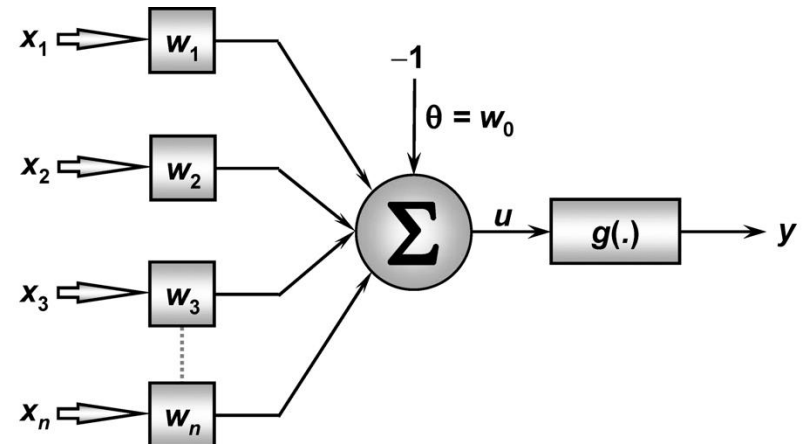 x₁ w₁
−1
θ = w₀
x₂ w₂
Σ u g(.) y
x₃ w₃
xₙ wₙ